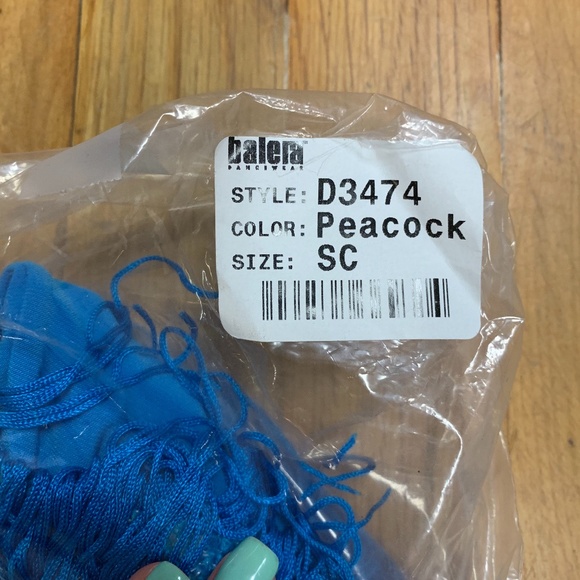 balera
DANCEWEAR
STYLE: D3474
COLOR: Peacock
SIZE: SC